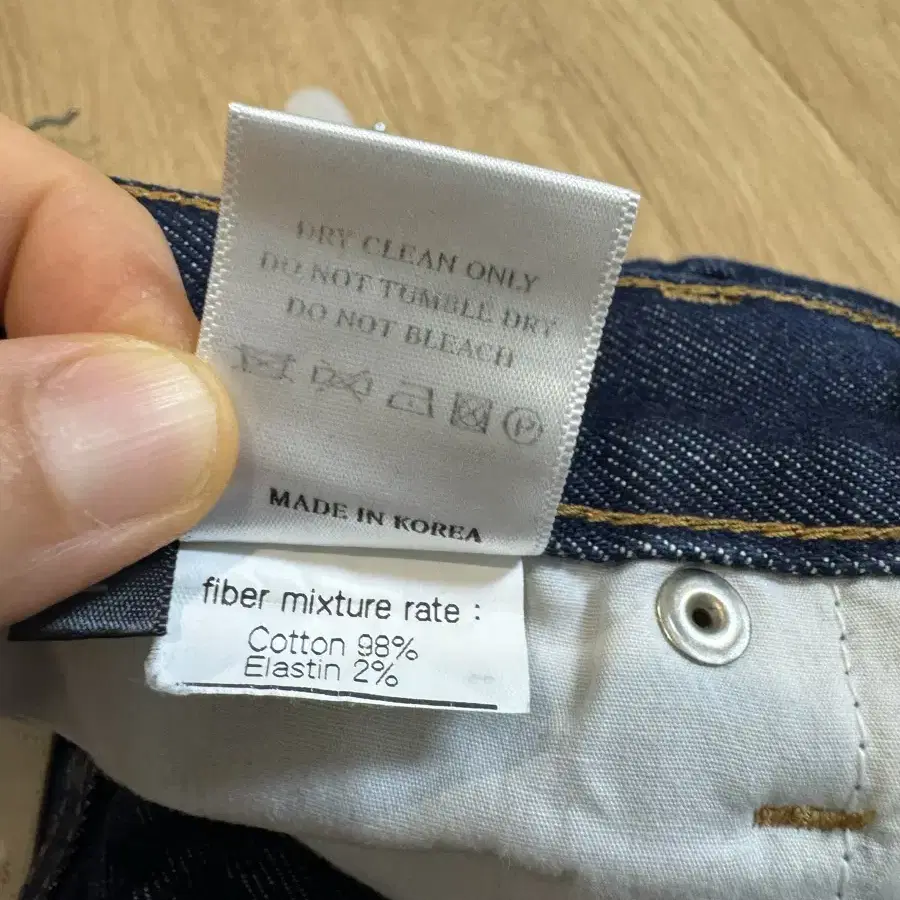 DRY CLEAN ONLY
DO NOT TUMBLE DRY
DO NOT BLEACH
P
MADE IN KOREA
fiber mixture rate :
Cotton 98%
Elastin 2%